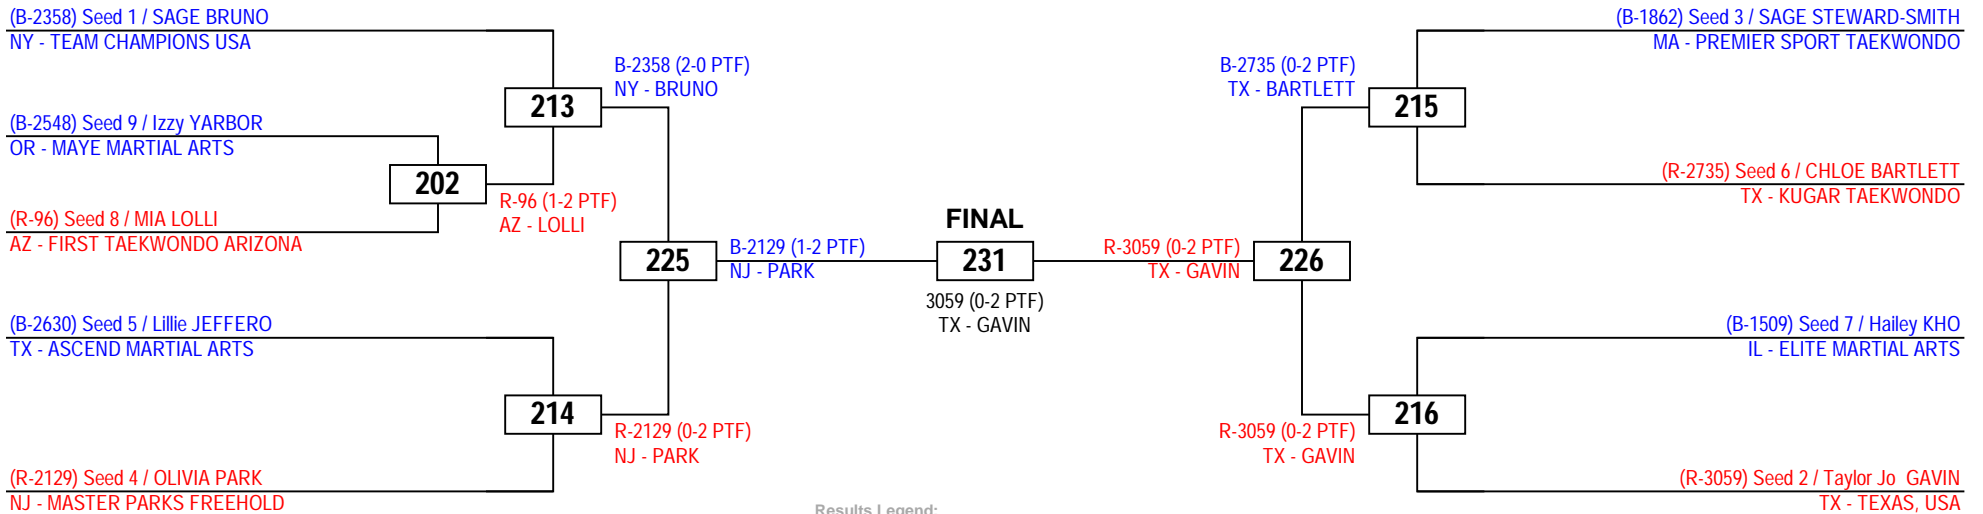 (B-2358) Seed 1 / SAGE BRUNO
NY - TEAM CHAMPIONS USA
213
B-2358 (2-0 PTF)
NY - BRUNO
(B-2548) Seed 9 / Izzy YARBOR
OR - MAYE MARTIAL ARTS
202
R-96 (1-2 PTF)
AZ - LOLLI
(R-96) Seed 8 / MIA LOLLI
AZ - FIRST TAEKWONDO ARIZONA
225
B-2129 (1-2 PTF)
NJ - PARK
(B-2630) Seed 5 / Lillie JEFFERO
TX - ASCEND MARTIAL ARTS
214
R-2129 (0-2 PTF)
NJ - PARK
(R-2129) Seed 4 / OLIVIA PARK
NJ - MASTER PARKS FREEHOLD
FINAL
231
3059 (0-2 PTF)
TX - GAVIN
Results Legend:
(B-1862) Seed 3 / SAGE STEWARD-SMITH
MA - PREMIER SPORT TAEKWONDO
B-2735 (0-2 PTF)
TX - BARTLETT
215
(R-2735) Seed 6 / CHLOE BARTLETT
TX - KUGAR TAEKWONDO
R-3059 (0-2 PTF)
TX - GAVIN
226
(B-1509) Seed 7 / Hailey KHO
IL - ELITE MARTIAL ARTS
216
R-3059 (0-2 PTF)
TX - GAVIN
(R-3059) Seed 2 / Taylor Jo  GAVIN
TX - TEXAS, USA